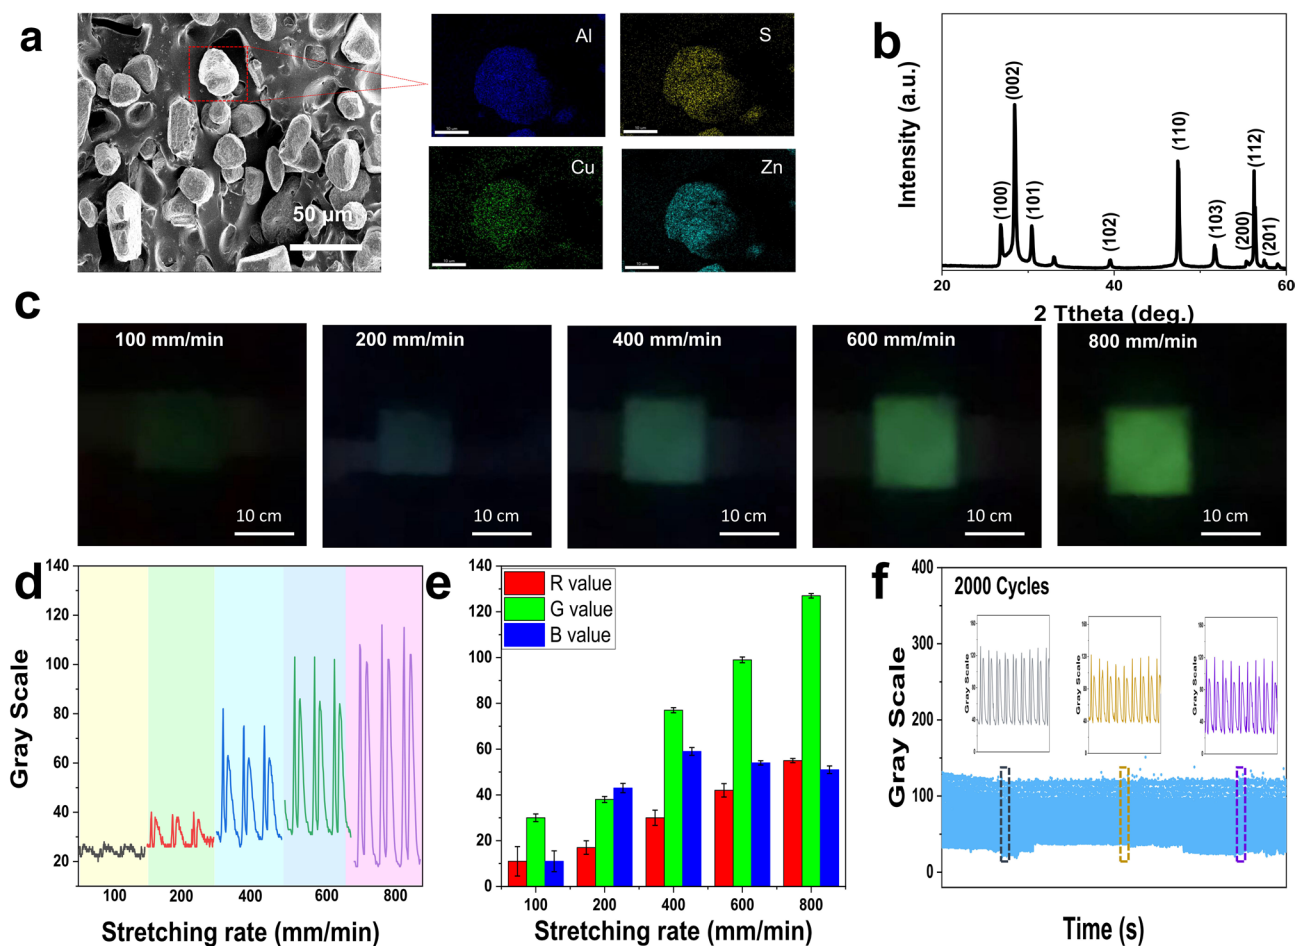 a
Al
S
Cu
Zn
50 µm
b
Intensity (a.u.)
(100)
(002)
(101)
(102)
(110)
(103)
(200)
(112)
(201)
20
40
60
2 Ttheta (deg.)
c
100 mm/min
200 mm/min
400 mm/min
600 mm/min
800 mm/min
10 cm
10 cm
10 cm
10 cm
10 cm
d
Gray Scale
140
120
100
80
60
40
20
100
200
400
600
800
Stretching rate (mm/min)
e
R value
G value
B value
140
120
100
80
60
40
20
0
100
200
400
600
800
Stretching rate (mm/min)
f
2000 Cycles
Gray Scale
400
300
200
100
0
Gray Scale
Gray Scale
Gray Scale
Time (s)